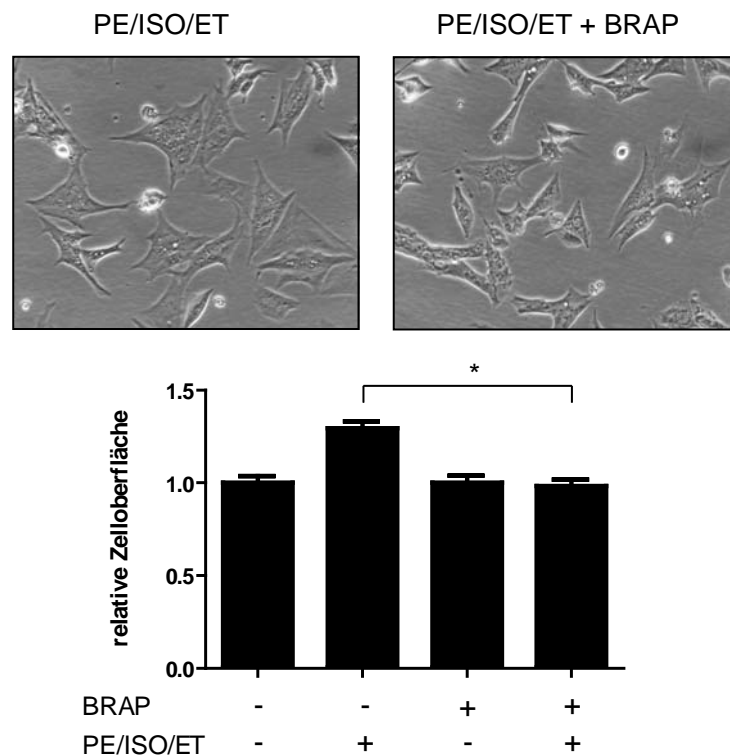 PE/ISO/ET PE/ISO/ET + BRAP
*
1.5
1.0
0.5
0.0
relative Zelloberfläche
BRAP - - + +
PE/ISO/ET - + - +